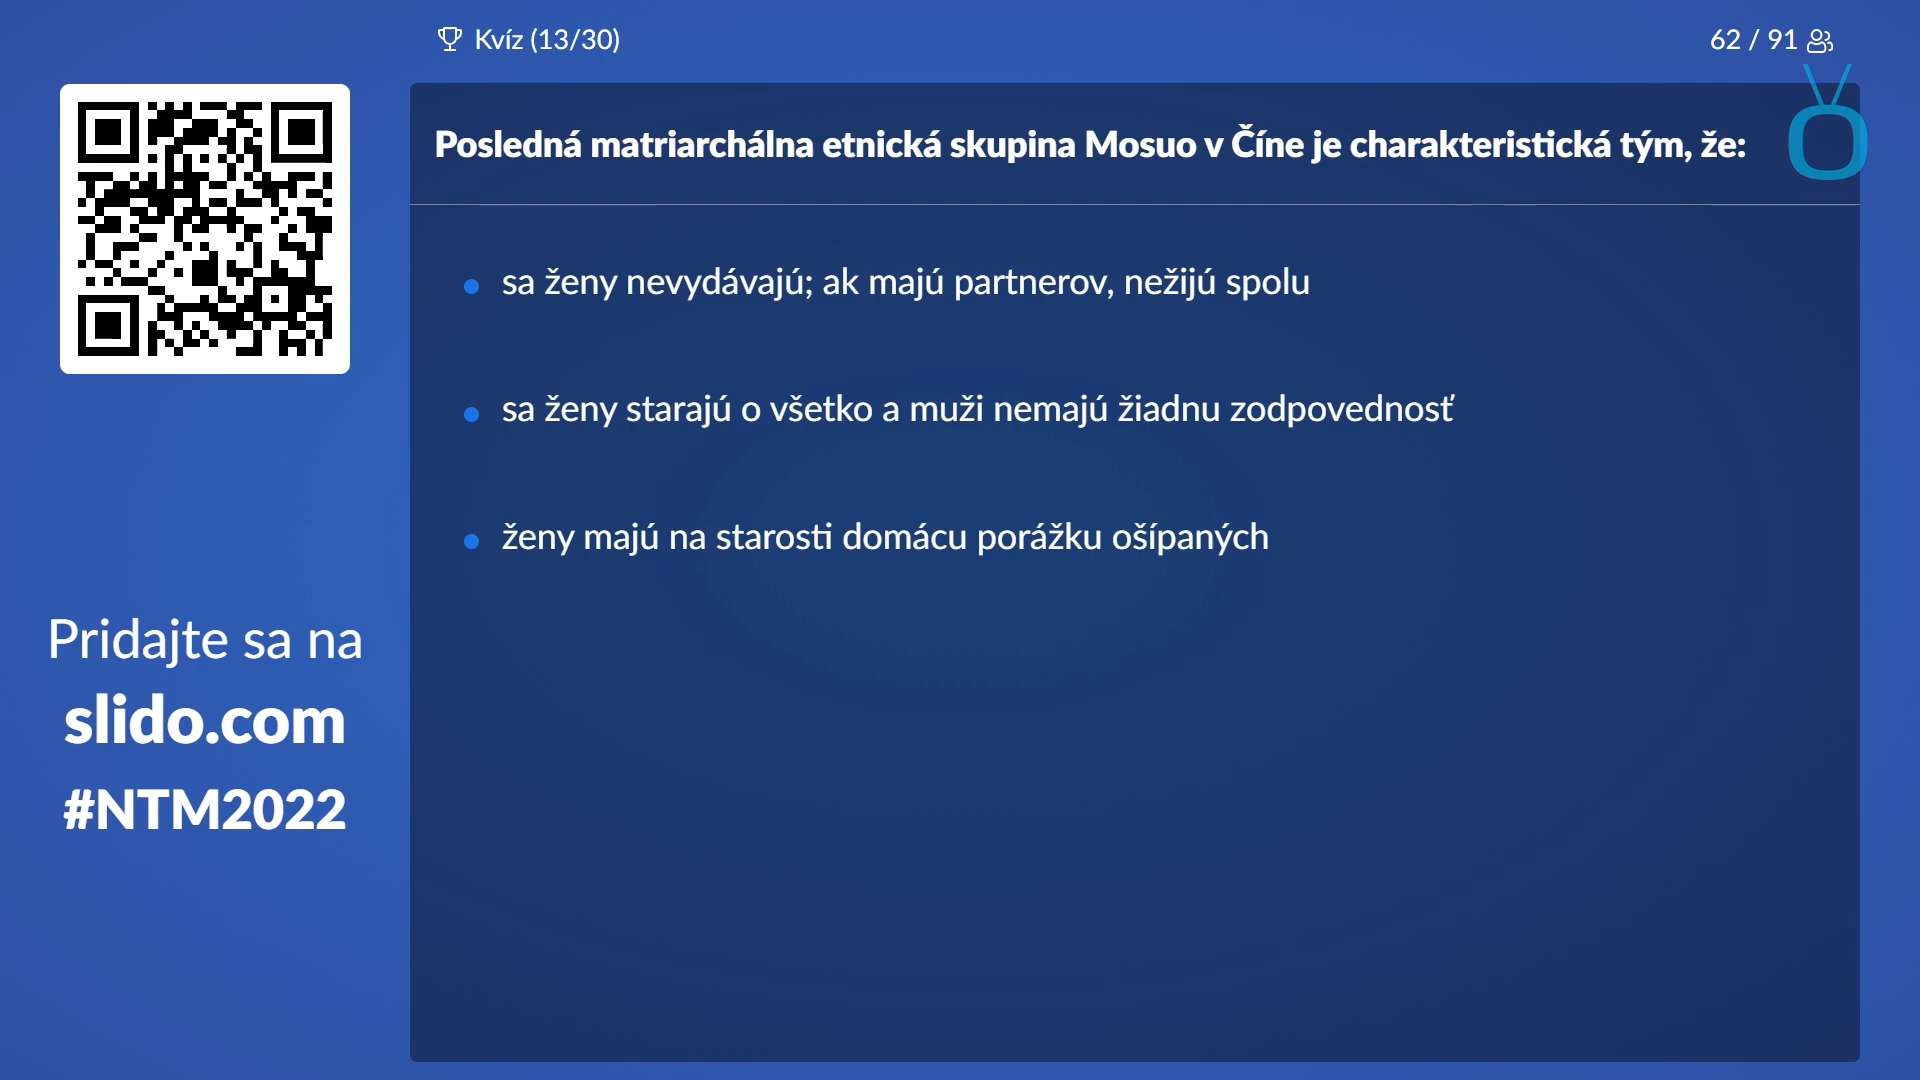 Kvíz (13/30)
62 / 91
Posledná matriarchálna etnická skupina Mosuo v Číne je charakteristická tým, že:
sa ženy nevydávajú; ak majú partnerov, nežijú spolu
sa ženy starajú o všetko a muži nemajú žiadnu zodpovednosť
ženy majú na starosti domácu porážku ošípaných
Pridajte sa na
slido.com
#NTM2022